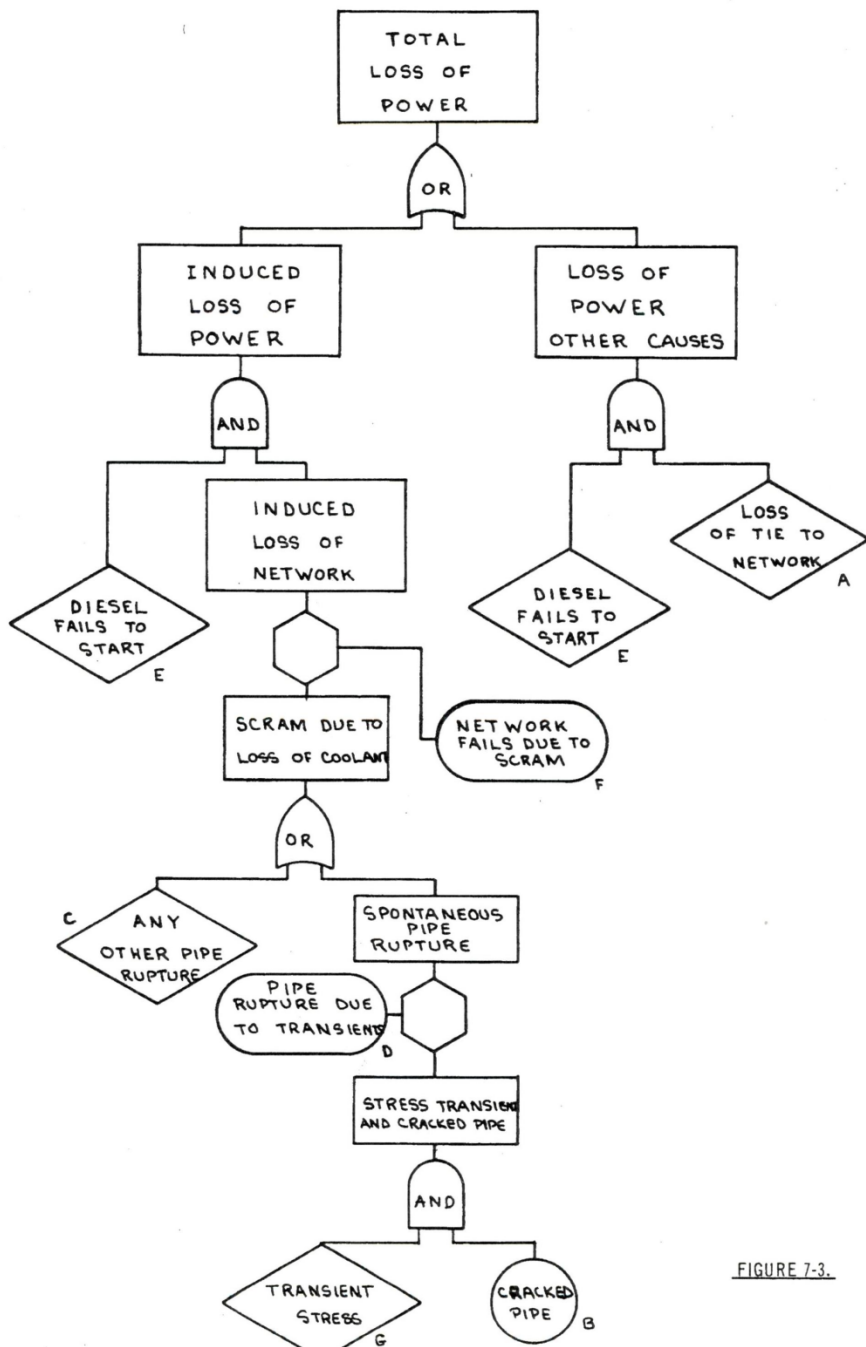 TOTAL
LOSS OF
POWER
OR
INDUCED
LOSS OF
POWER
LOSS OF
POWER
OTHER CAUSES
AND
AND
INDUCED
LOSS OF
NETWORK
LOSS
OF TIE TO
NETWORK
A
DIESEL
FAILS TO
START
E
DIESEL
FAILS TO
START
E
SCRAM DUE TO
LOSS OF COOLANT
NETWORK
FAILS DUE TO
SCRAM
F
OR
C
ANY
OTHER PIPE
RUPTURE
SPONTANEOUS
PIPE
RUPTURE
PIPE
RUPTURE DUE
TO TRANSIENTS
D
STRESS TRANSIENT
AND CRACKED PIPE
AND
TRANSIENT
STRESS
G
CRACKED
PIPE
B
FIGURE 7-3.